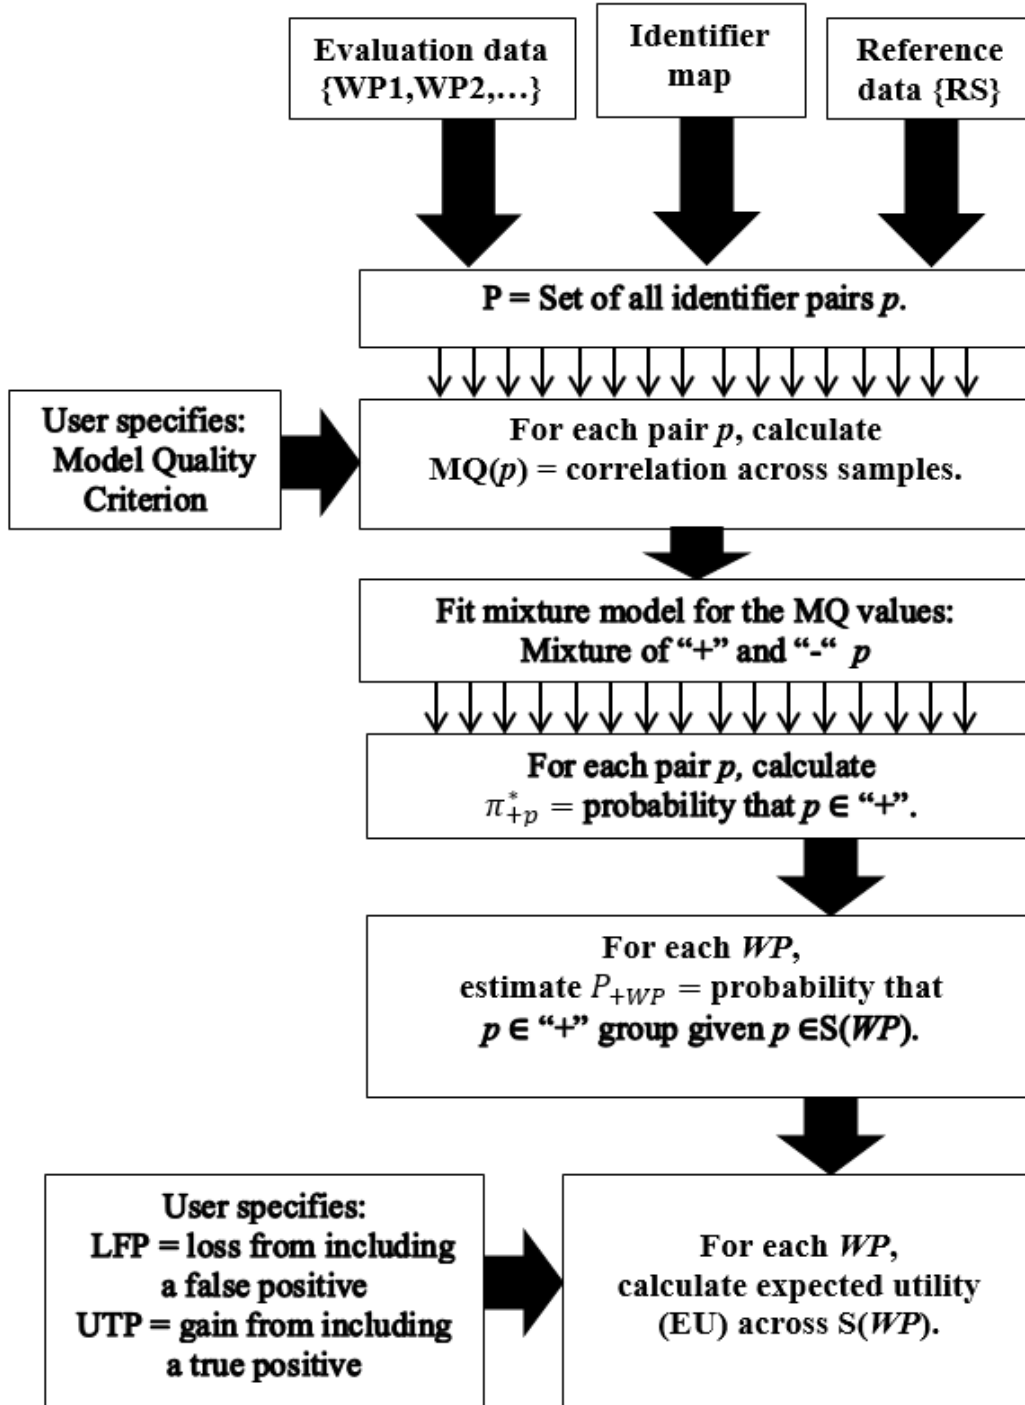 Evaluation data
{WP1,WP2,…}
Identifier
map
Reference
data {RS}
P = Set of all identifier pairs p.
User specifies:
Model Quality
Criterion
For each pair p, calculate
MQ(p) = correlation across samples.
Fit mixture model for the MQ values:
Mixture of “+” and “-“ p
For each pair p, calculate
π*₊ₚ = probability that p ∈ “+”.
For each WP,
estimate P₊WP = probability that
p ∈ “+” group given p ∈S(WP).
User specifies:
LFP = loss from including
a false positive
UTP = gain from including
a true positive
For each WP,
calculate expected utility
(EU) across S(WP).